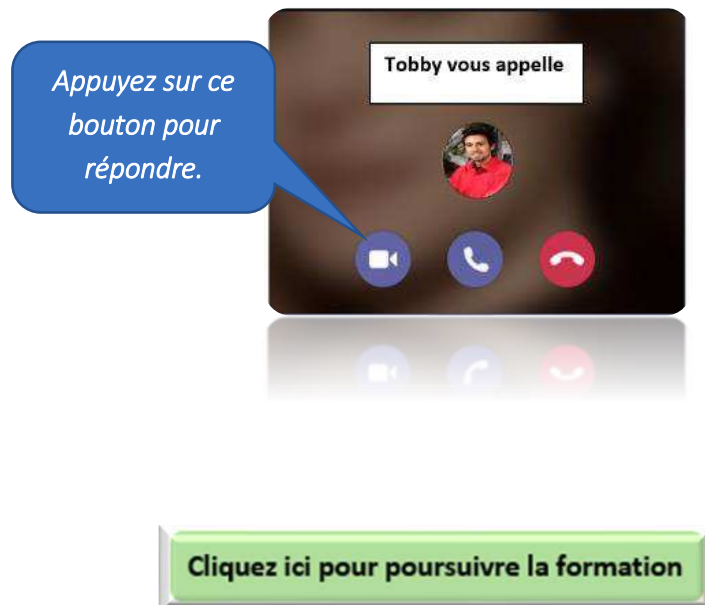 Tobby vous appelle
Appuyez sur ce
bouton pour
répondre.
Cliquez ici pour poursuivre la formation